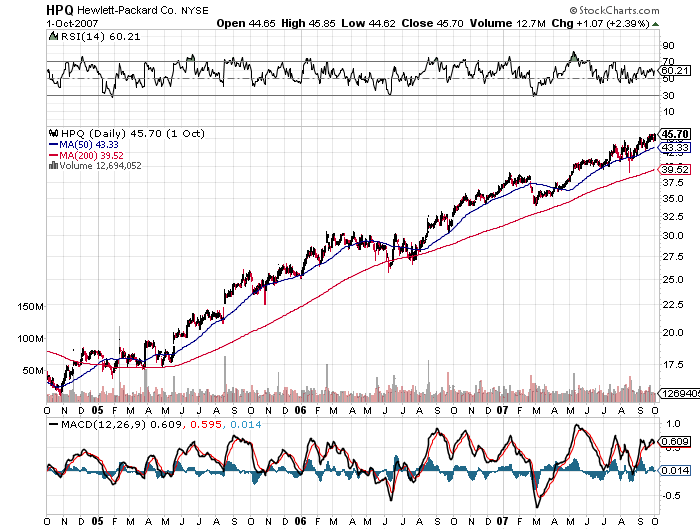 HPQ Hewlett-Packard Co. NYSE © StockCharts.com
1-Oct-2007 Open 44.65 High 45.85 Low 44.62 Close 45.70 Volume 12.7M Chg +1.07 (+2.39%)
RSI(14) 60.21
90
70
60.21
50
30
10
HPQ (Daily) 45.70 (1 Oct)
MA(50) 43.33
MA(200) 39.52
Volume 12,694,052
45.70
43.33
39.52
37.5
35.0
32.5
30.0
27.5
25.0
22.5
20.0
17.5
150M
100M
50M
1269405
O N D 05 F M A M J J A S O N D 06 F M A M J J A S O N D 07 F M A M J J A S O
MACD(12,26,9) 0.609, 0.595, 0.014
1.0
0.609
0.014
-0.5
O N D 05 F M A M J J A S O N D 06 F M A M J J A S O N D 07 F M A M J J A S O